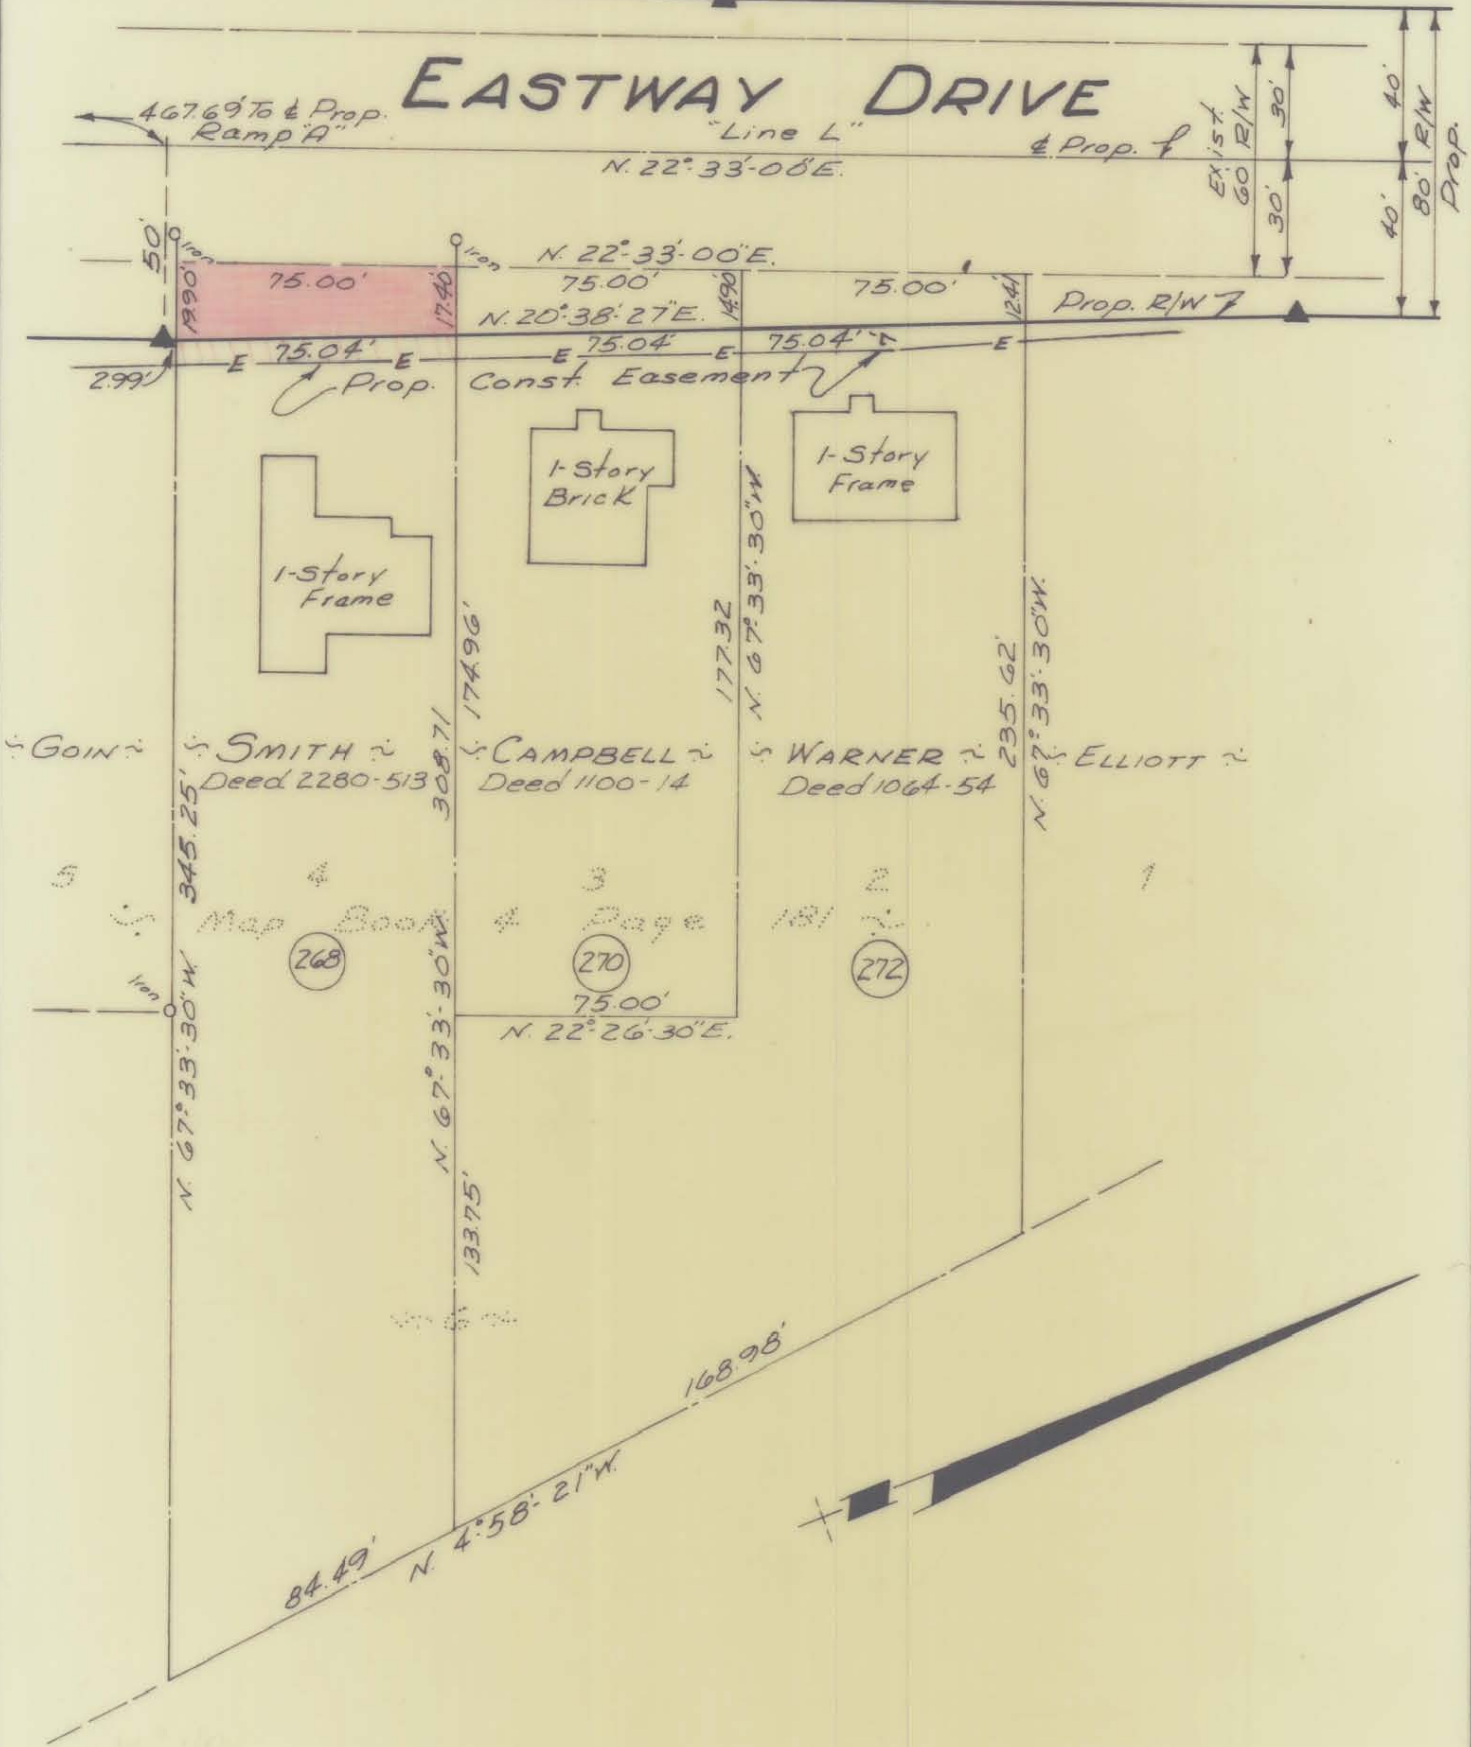 EASTWAY DRIVE
467.69' To ℄ Prop.
Ramp "A"
"Line L"
℄ Prop.
N. 22°-33'-00"E.
Exist.
60' R/W
30'
30'
40'
40'
80' R/W
Prop.
50'
Iron
Iron
N. 22°-33'-00"E.
19.90'
75.00'
17.40'
75.00'
14.90'
75.00'
12.41'
Prop. R/W
N. 20°-38'-27"E.
2.99'
E
75.04'
E
E
75.04'
E
75.04'
E
Prop. Const. Easement
1-Story
Frame
1-Story
Brick
1-Story
Frame
174.96'
177.32
N. 67°-33'-30"W.
235.62'
N. 67°-33'-30"W.
308.71
GOIN
SMITH
Deed 2280-513
CAMPBELL
Deed 1100-14
WARNER
Deed 1064-54
ELLIOTT
345.25'
5
4
3
2
1
Map Book 4 Page 181
268
270
272
Iron
75.00'
N. 22°-26'-30"E.
N. 67°-33'-30"W.
N. 67°-33'-30"W.
133.75'
6
168.98'
84.49'
N. 4°-58'-21"W.